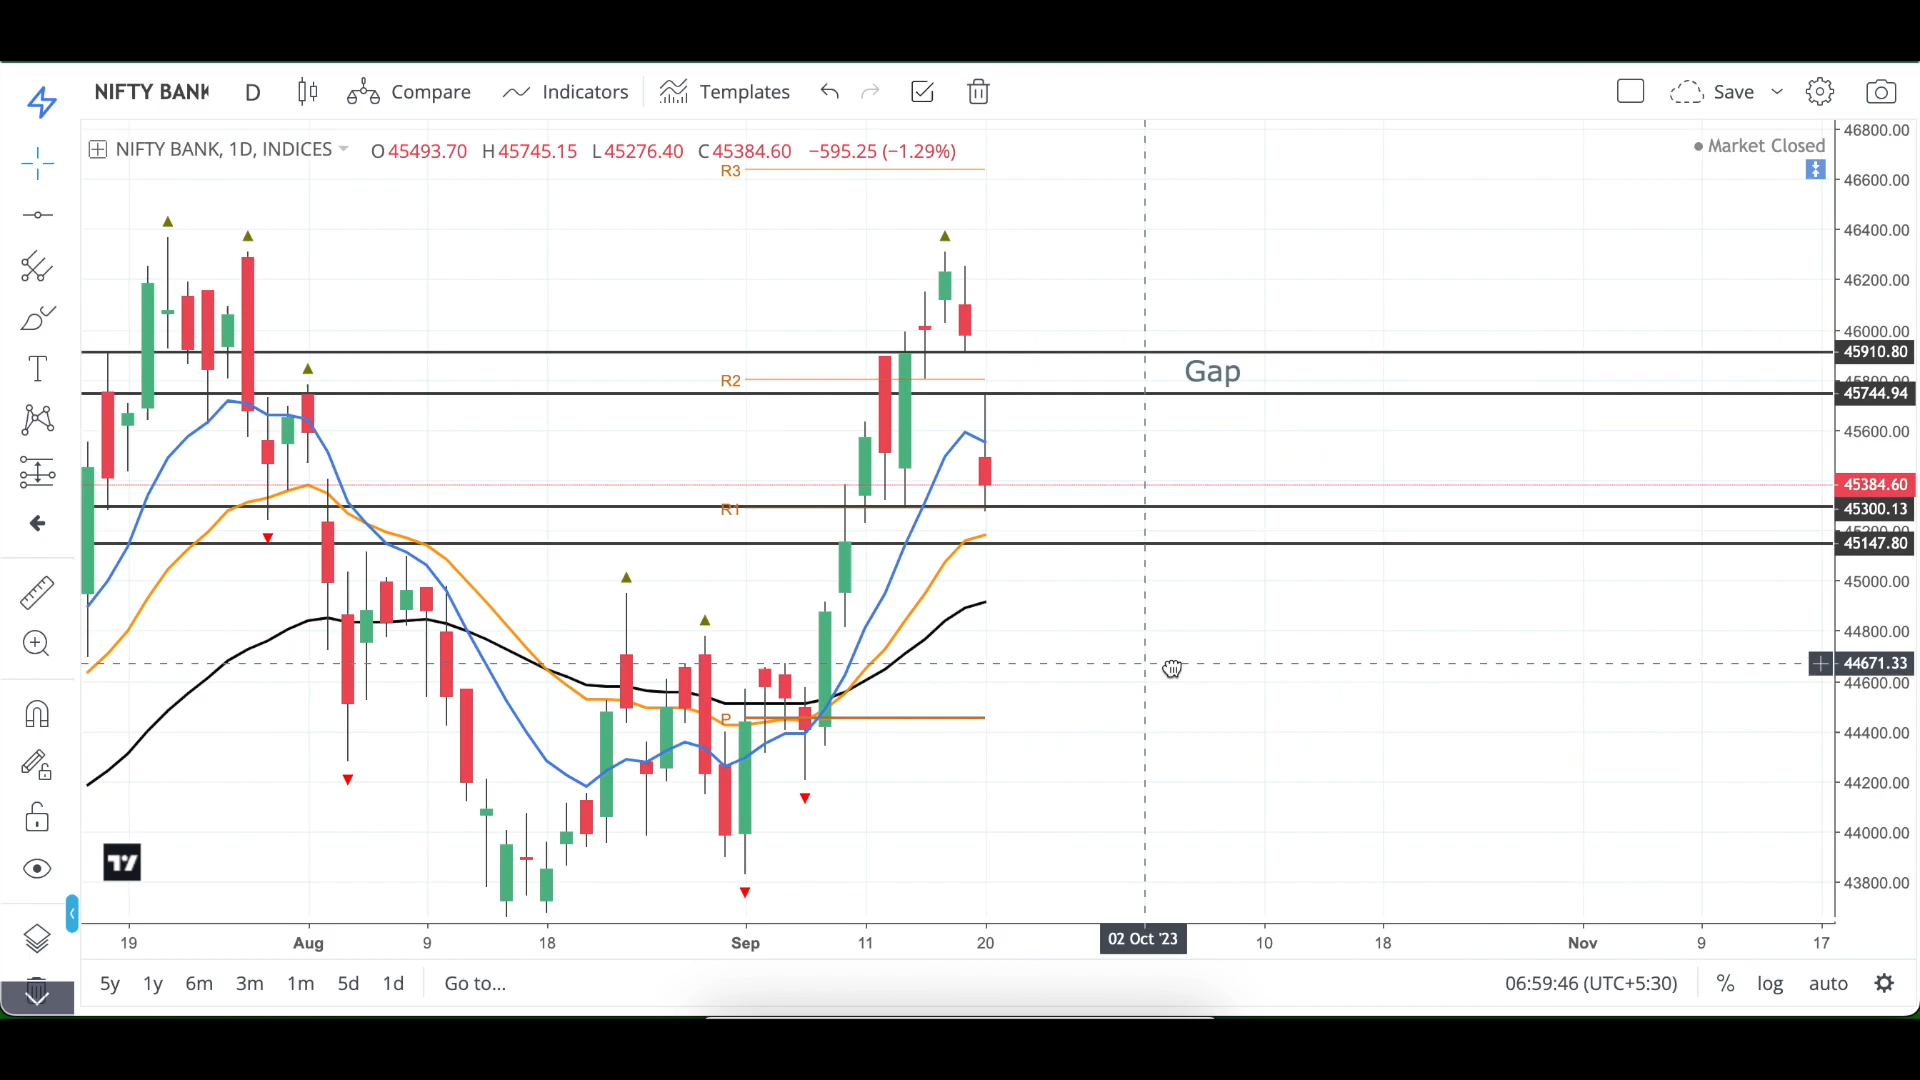 NIFTY BANK D Compare Indicators Templates Save
NIFTY BANK, 1D, INDICES O45493.70 H45745.15 L45276.40 C45384.60 −595.25 (−1.29%)
Market Closed
R3
R2
R1
P
Gap
46800.00
46600.00
46400.00
46200.00
46000.00
45910.80
45800.00
45744.94
45600.00
45384.60
45300.13
45200.00
45147.80
45000.00
44800.00
44671.33
44600.00
44400.00
44200.00
44000.00
43800.00
19 Aug 9 18 Sep 11 20 02 Oct '23 10 18 Nov 9 17
5y 1y 6m 3m 1m 5d 1d Go to... 06:59:46 (UTC+5:30) % log auto